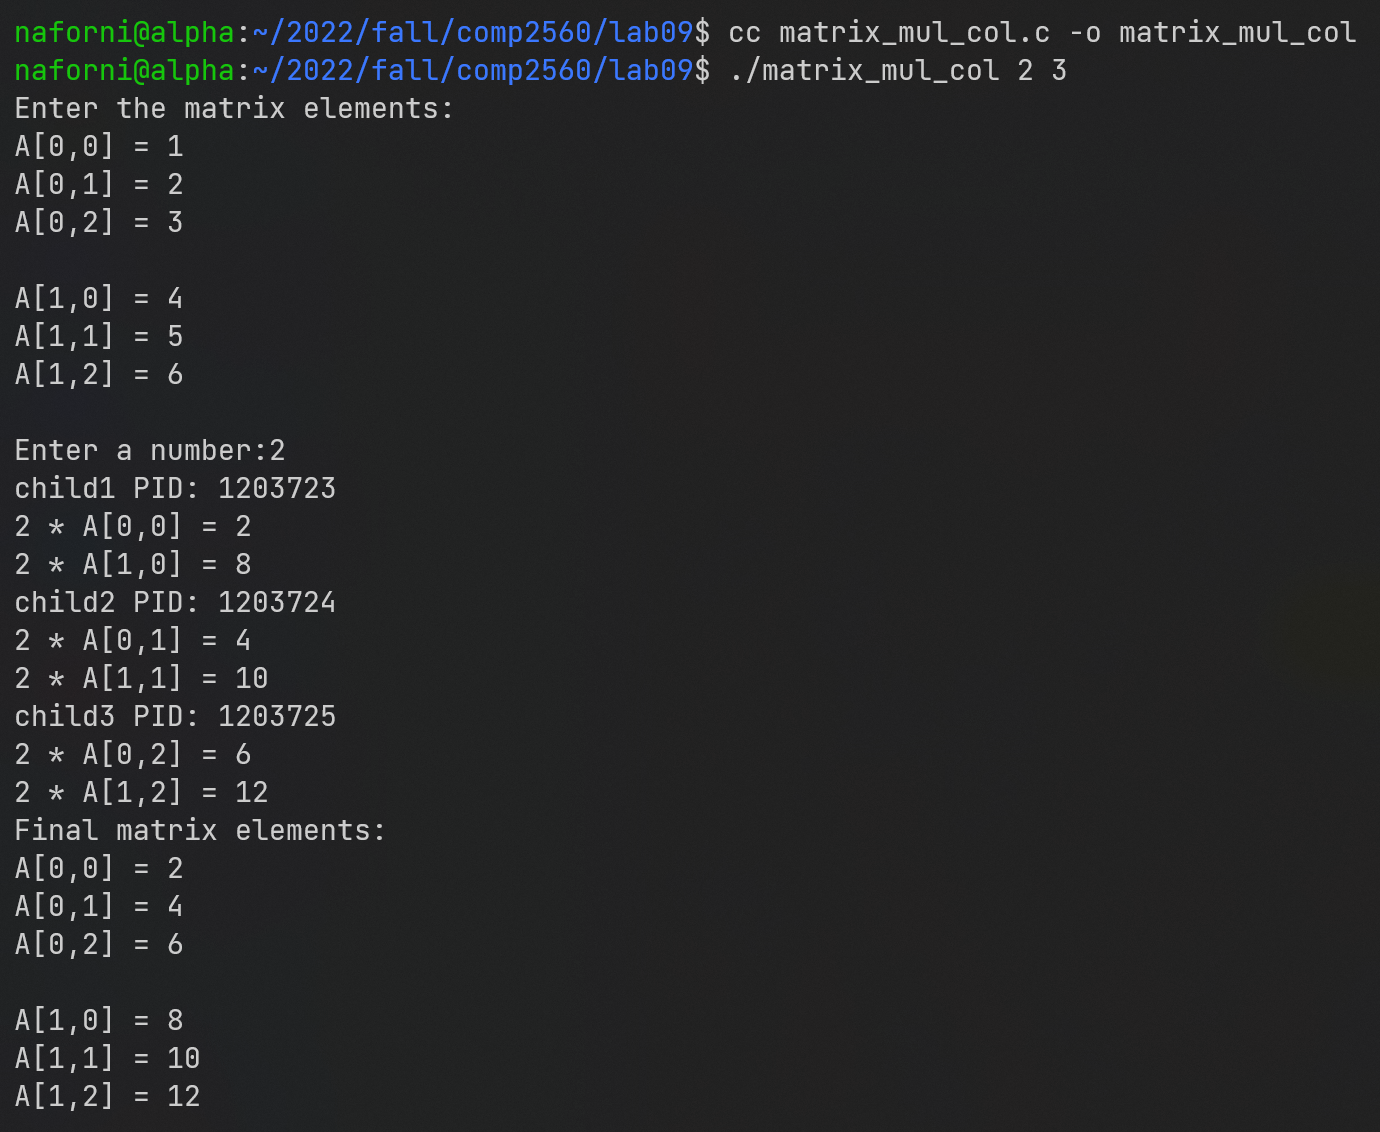 naforni@alpha:~/2022/fall/comp2560/lab09$ cc matrix_mul_col.c -o matrix_mul_col
naforni@alpha:~/2022/fall/comp2560/lab09$ ./matrix_mul_col 2 3
Enter the matrix elements:
A[0,0] = 1
A[0,1] = 2
A[0,2] = 3

A[1,0] = 4
A[1,1] = 5
A[1,2] = 6

Enter a number:2
child1 PID: 1203723
2 * A[0,0] = 2
2 * A[1,0] = 8
child2 PID: 1203724
2 * A[0,1] = 4
2 * A[1,1] = 10
child3 PID: 1203725
2 * A[0,2] = 6
2 * A[1,2] = 12
Final matrix elements:
A[0,0] = 2
A[0,1] = 4
A[0,2] = 6

A[1,0] = 8
A[1,1] = 10
A[1,2] = 12